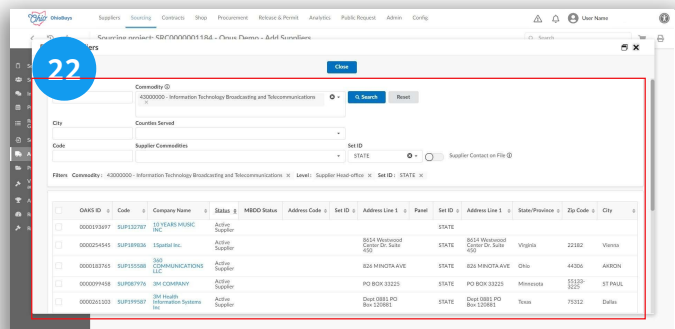 Ohio OhioBuys Suppliers Sourcing Contracts Shop Procurement Release & Permit Analytics Public Request Admin Config User Name
Sourcing project: SRC0000001184 - Opus Demo - Add Suppliers
Search
22
iers
Close
Commodity
43000000 - Information Technology Broadcasting and Telecommunications
Search Reset
City Counties Served
Code Supplier Commodities Set ID
STATE Supplier Contact on File
Filters Commodity : 43000000 - Information Technology Broadcasting and Telecommunications × Level : Supplier Head-office × Set ID : STATE ×
OAKS ID Code Company Name Status MBDD Status Address Code Set ID Address Line 1 Panel Set ID Address Line 1 State/Province Zip Code City
0000193697 SUP132787 10 YEARS MUSIC INC Active Supplier STATE
0000254545 SUP189836 1Spatial Inc. Active Supplier 8614 Westwood Center Dr. Suite 450 STATE 8614 Westwood Center Dr. Suite 450 Virginia 22182 Vienna
0000183765 SUP155588 360 COMMUNICATIONS LLC Active Supplier 826 MINOTA AVE STATE 826 MINOTA AVE Ohio 44306 AKRON
0000099458 SUP087976 3M COMPANY Active Supplier PO BOX 33225 STATE PO BOX 33225 Minnesota 55133-3225 ST PAUL
0000261103 SUP199587 3M Health Information Systems Inc Active Supplier Dept 0881 PO Box 120881 STATE Dept 0881 PO Box 120881 Texas 75312 Dallas